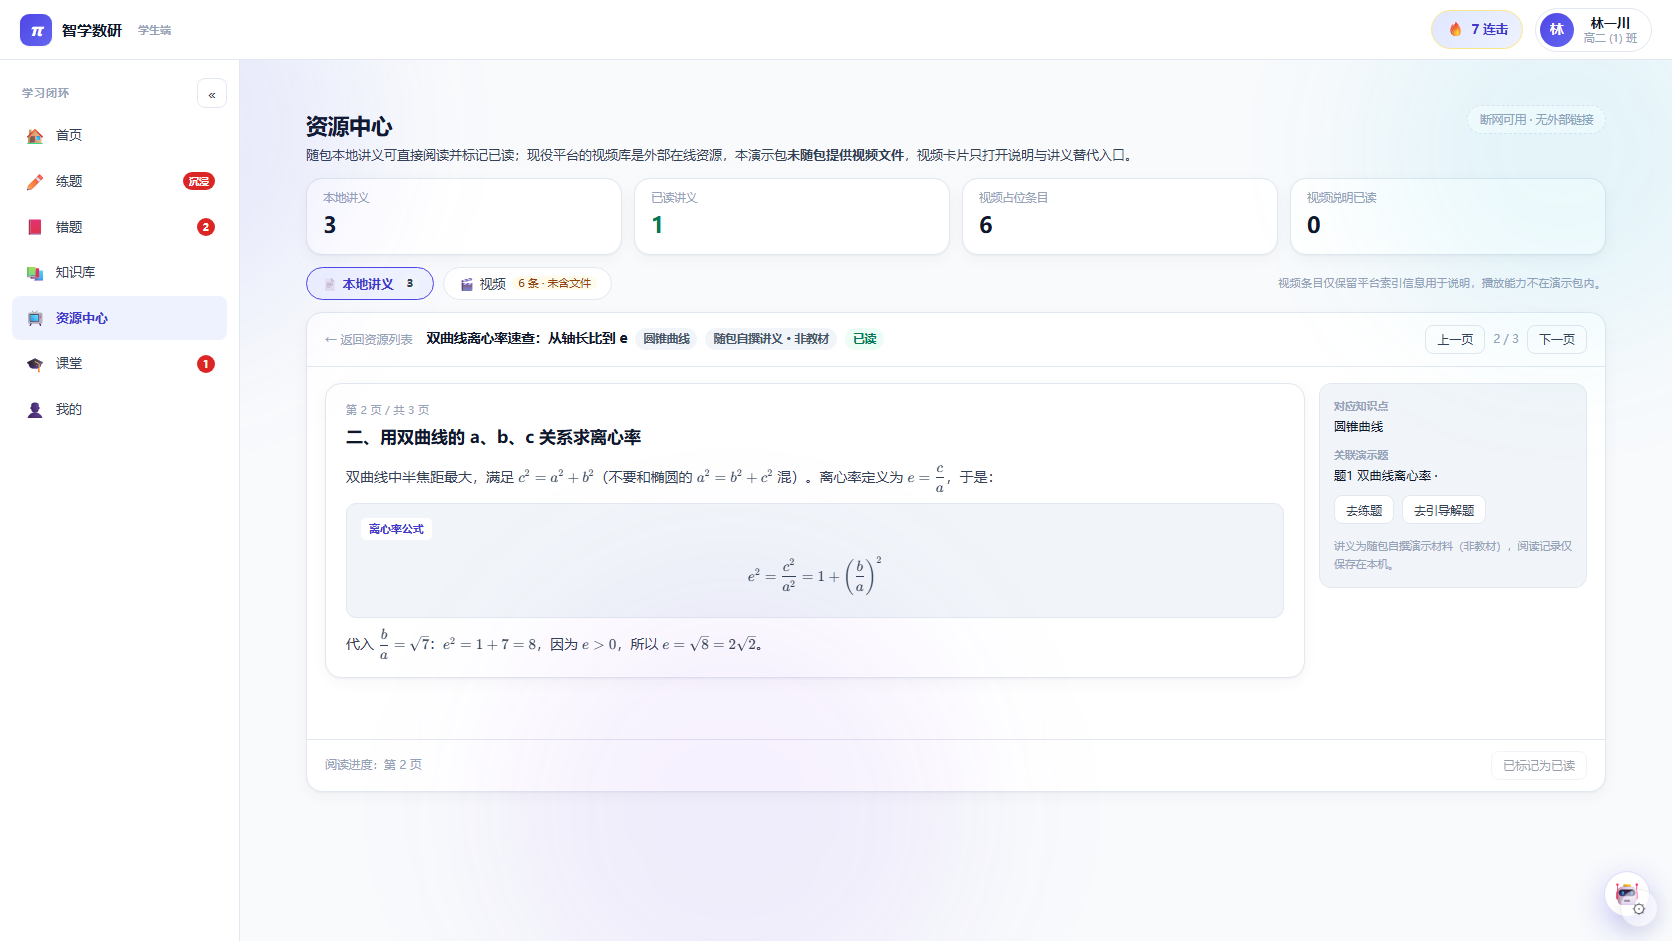 π 智学数研 学生端
7 连击
林 林一川
高二 (1) 班
学习闭环 «
首页
练题 沉浸
错题 2
知识库
资源中心
课堂 1
我的
资源中心
断网可用 · 无外部链接
随包本地讲义可直接阅读并标记已读；现役平台的视频库是外部在线资源，本演示包未随包提供视频文件，视频卡片只打开说明与讲义替代入口。
本地讲义
3
已读讲义
1
视频占位条目
6
视频说明已读
0
本地讲义 3
视频 6 条 · 未含文件
视频条目仅保留平台索引信息用于说明，播放能力不在演示包内。
← 返回资源列表 双曲线离心率速查：从轴长比到 e 圆锥曲线 随包自撰讲义 · 非教材 已读
上一页 2 / 3 下一页
第 2 页 / 共 3 页
二、用双曲线的 a、b、c 关系求离心率
双曲线中半焦距最大，满足 c² = a² + b²（不要和椭圆的 a² = b² + c² 混）。离心率定义为 e = c/a，于是：
离心率公式
e² = c²/a² = 1 + (b/a)²
代入 b/a = √7：e² = 1 + 7 = 8，因为 e > 0，所以 e = √8 = 2√2。
对应知识点
圆锥曲线
关联演示题
题1 双曲线离心率 ·
去练题 去引导解题
讲义为随包自撰演示材料（非教材），阅读记录仅
保存在本机。
阅读进度：第 2 页
已标记为已读